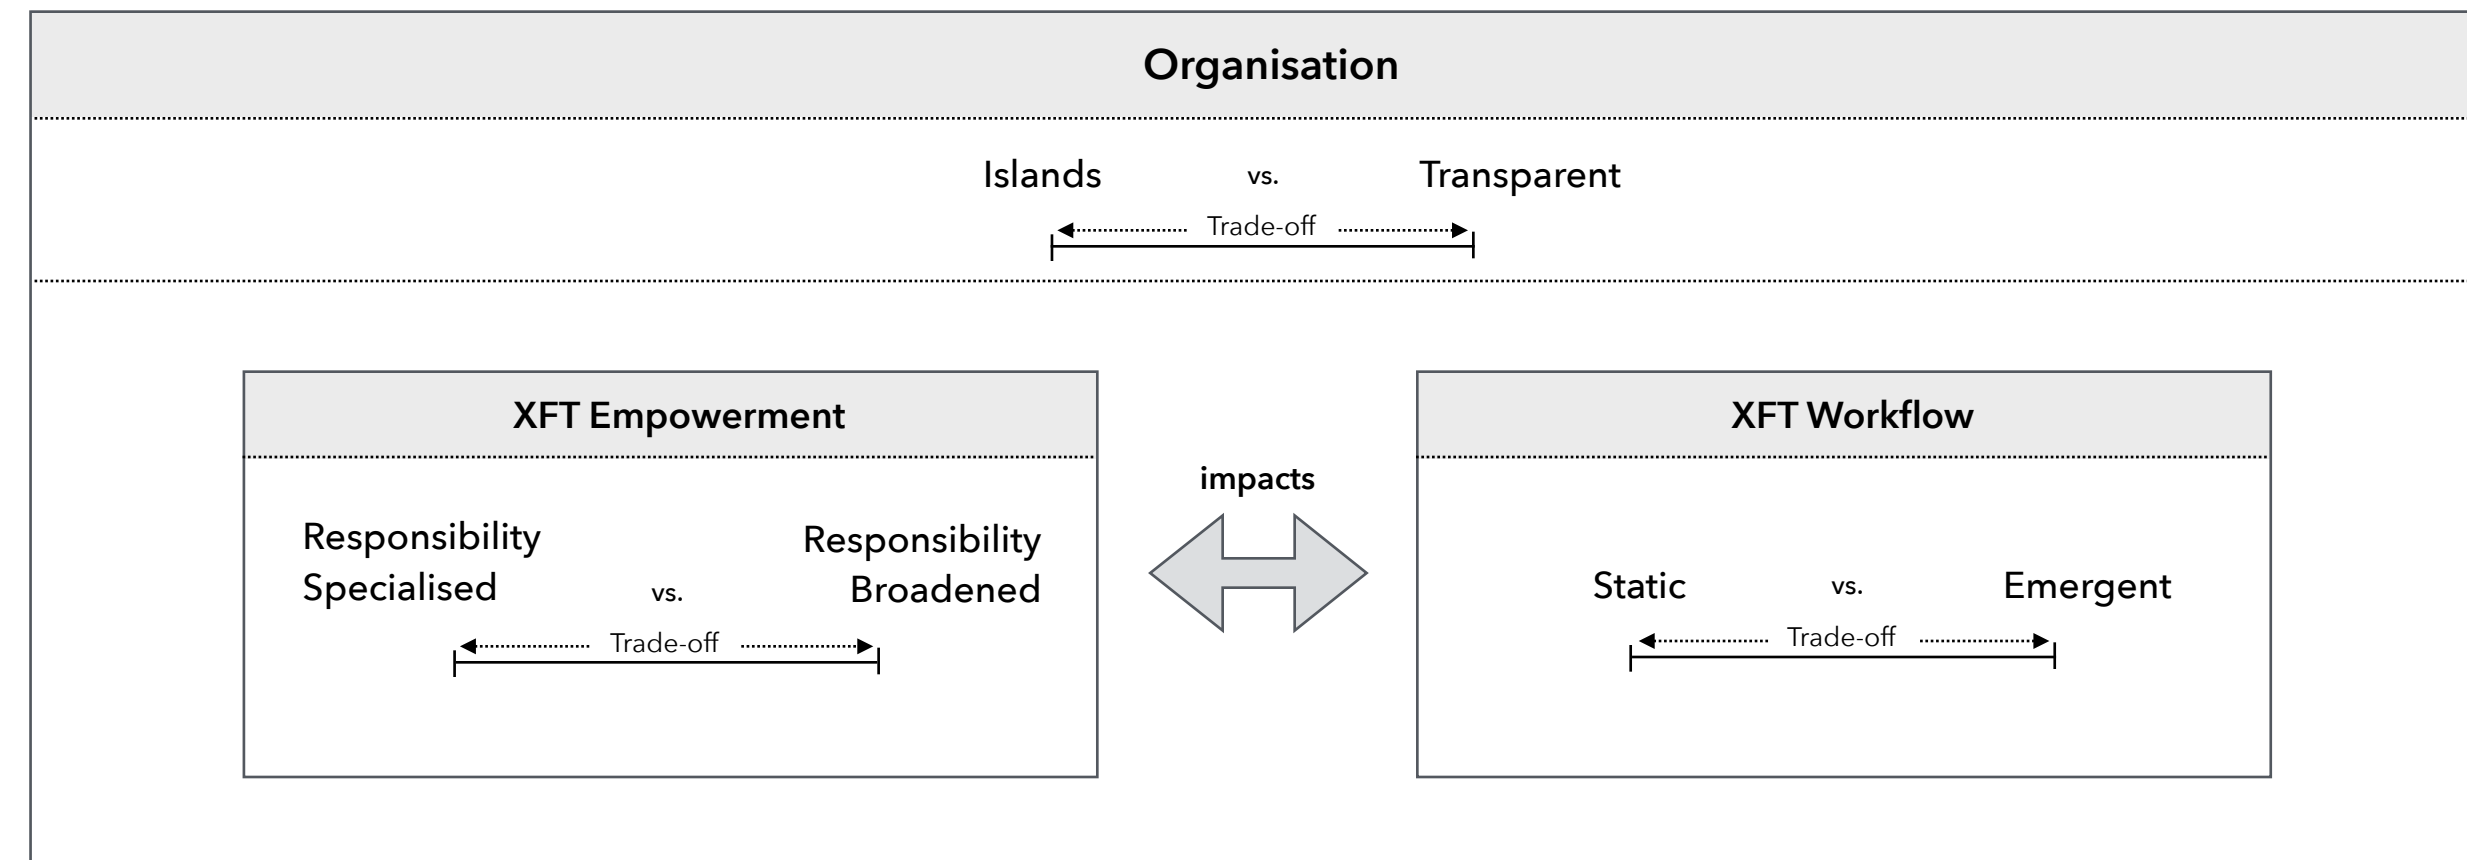 Organisation
Islands vs. Transparent
Trade-off
XFT Empowerment
Responsibility
Specialised
vs.
Responsibility
Broadened
Trade-off
impacts
XFT Workflow
Static vs. Emergent
Trade-off